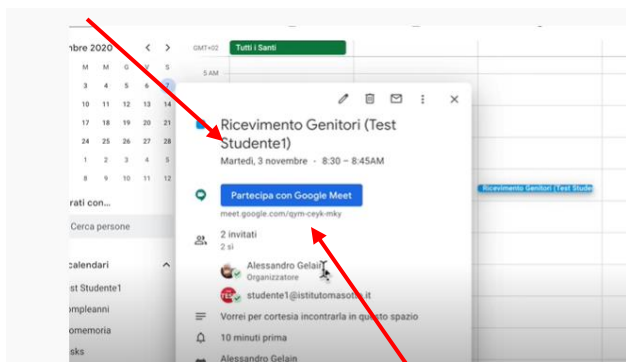 mbre 2020 < >
GMT+02 Tutti i Santi
M M G V S
3 4 5 6 7
10 11 12 13 14
17 18 19 20 21
24 25 26 27 28
1 2 3 4 5
8 9 10 11 12
5 AM
Ricevimento Genitori (Test
Studente1)
Martedì, 3 novembre - 8:30 – 8:45AM
Partecipa con Google Meet
meet.google.com/qym-ceyk-mky
2 invitati
2 sì
Alessandro Gelain
Organizzatore
TEST
studente1@istitutomasotto.it
Vorrei per cortesia incontrarla in questo spazio
10 minuti prima
Alessandro Gelain
Ricevimento Genitori (Test Stude
rati con...
Cerca persone
calendari
st Studente1
ompleanni
omemoria
sks